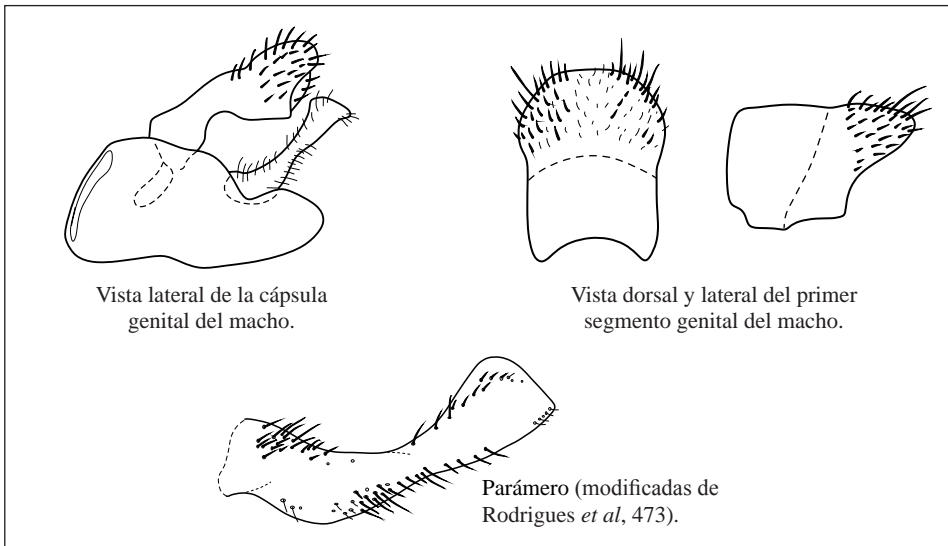 Vista lateral de la cápsula
genital del macho.
Vista dorsal y lateral del primer
segmento genital del macho.
Parámero (modificadas de
Rodrigues et al, 473).